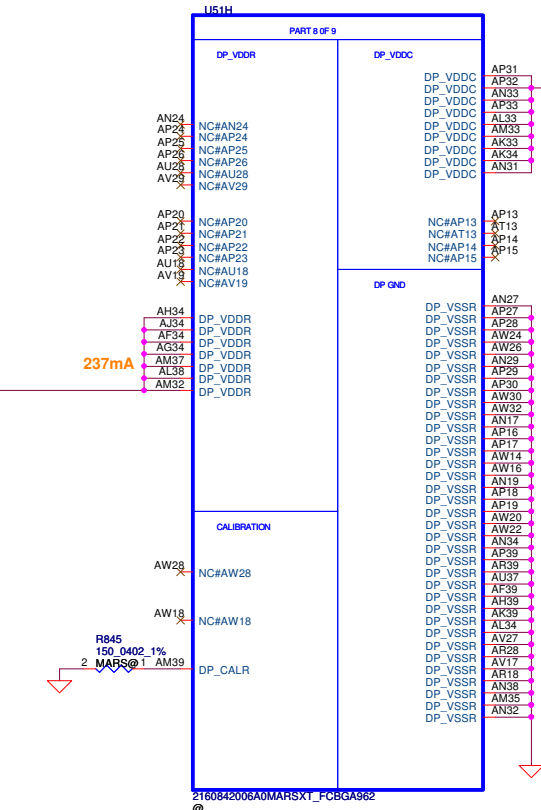 U51H
PART 8 0F 9
DP_VDDR
DP_VDDC
AN24 NC#AN24
AP24 NC#AP24
AP25 NC#AP25
AP26 NC#AP26
AU28 NC#AU28
AV29 NC#AV29
AP20 NC#AP20
AP21 NC#AP21
AP22 NC#AP22
AP23 NC#AP23
AU18 NC#AU18
AV19 NC#AV19
AH34 DP_VDDR
AJ34 DP_VDDR
AF34 DP_VDDR
AG34 DP_VDDR
AM37 DP_VDDR
AL38 DP_VDDR
AM32 DP_VDDR
237mA
DP_VDDC AP31
DP_VDDC AP32
DP_VDDC AN33
DP_VDDC AP33
DP_VDDC AL33
DP_VDDC AM33
DP_VDDC AK33
DP_VDDC AK34
DP_VDDC AN31
NC#AP13 AP13
NC#AT13 AT13
NC#AP14 AP14
NC#AP15 AP15
DP GND
DP_VSSR AN27
DP_VSSR AP27
DP_VSSR AP28
DP_VSSR AW24
DP_VSSR AW26
DP_VSSR AN29
DP_VSSR AP29
DP_VSSR AP30
DP_VSSR AW30
DP_VSSR AW32
DP_VSSR AN17
DP_VSSR AP16
DP_VSSR AP17
DP_VSSR AW14
DP_VSSR AW16
DP_VSSR AN19
DP_VSSR AP18
DP_VSSR AP19
DP_VSSR AW20
DP_VSSR AW22
DP_VSSR AN34
DP_VSSR AP39
DP_VSSR AR39
DP_VSSR AU37
DP_VSSR AF39
DP_VSSR AH39
DP_VSSR AK39
DP_VSSR AL34
DP_VSSR AV27
DP_VSSR AR28
DP_VSSR AV17
DP_VSSR AR18
DP_VSSR AN38
DP_VSSR AM35
DP_VSSR AN32
CALIBRATION
AW28 NC#AW28
AW18 NC#AW18
R845
150_0402_1%
2 MARS@ 1 AM39 DP_CALR
2160842006A0MARSXT_FCBGA962
@